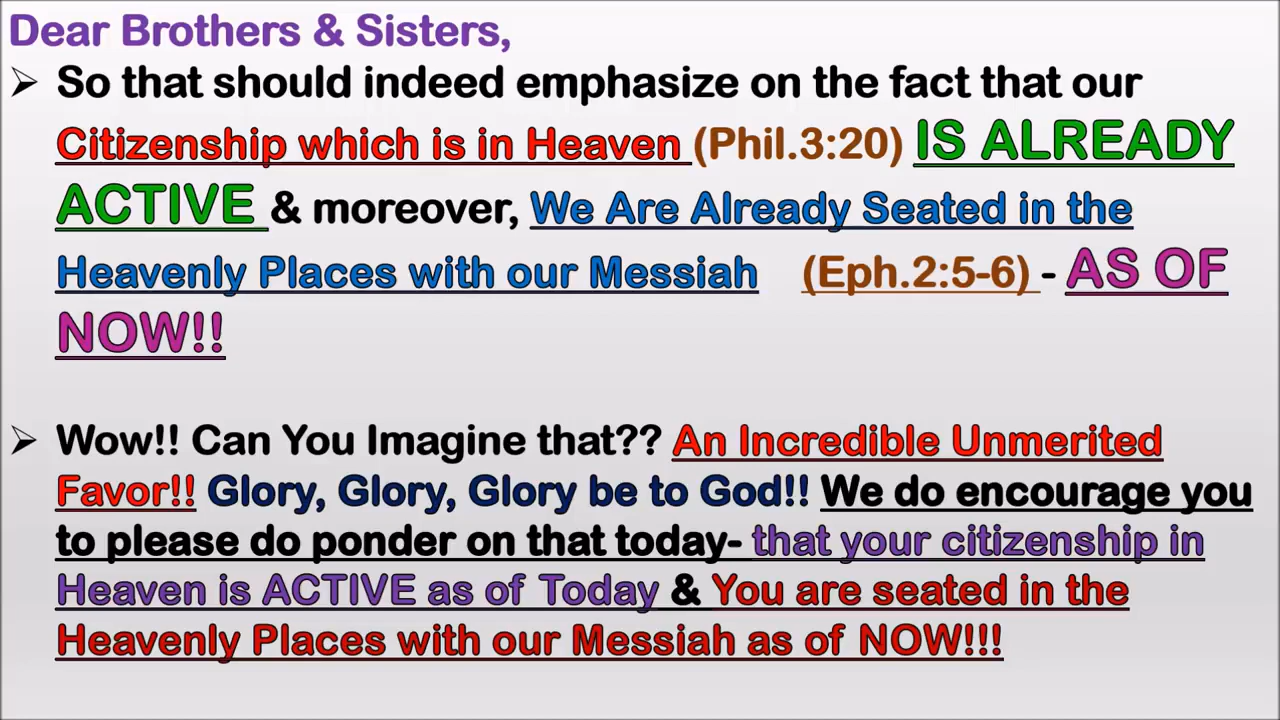 Dear Brothers & Sisters,
➢ So that should indeed emphasize on the fact that our
Citizenship which is in Heaven (Phil.3:20) IS ALREADY
ACTIVE & moreover, We Are Already Seated in the
Heavenly Places with our Messiah (Eph.2:5-6) - AS OF
NOW!!
➢ Wow!! Can You Imagine that?? An Incredible Unmerited
Favor!! Glory, Glory, Glory be to God!! We do encourage you
to please do ponder on that today- that your citizenship in
Heaven is ACTIVE as of Today & You are seated in the
Heavenly Places with our Messiah as of NOW!!!